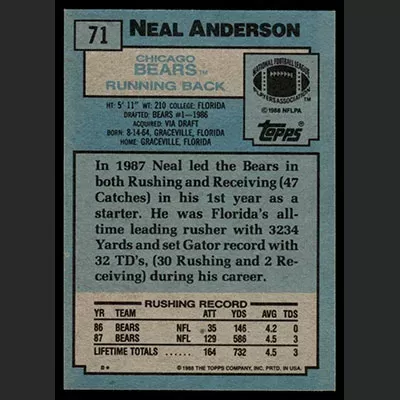 71
NEAL ANDERSON
CHICAGO
BEARS™
RUNNING BACK
NATIONAL FOOTBALL LEAGUE
PLAYERS ASSOCIATION
© 1988 NFLPA
HT: 5' 11" WT: 210 COLLEGE: FLORIDA
DRAFTED: BEARS #1-1986
ACQUIRED: VIA DRAFT
BORN: 8-14-64, GRACEVILLE, FLORIDA
HOME: GRACEVILLE, FLORIDA
Topps
In 1987 Neal led the Bears in
both Rushing and Receiving (47
Catches) in his 1st year as a
starter. He was Florida's all-
time leading rusher with 3234
Yards and set Gator record with
32 TD's, (30 Rushing and 2 Re-
ceiving) during his career.
RUSHING RECORD
YR TEAM ATT YDS AVG TDS
86 BEARS NFL 35 146 4.2 0
87 BEARS NFL 129 586 4.5 3
LIFETIME TOTALS ..... 164 732 4.5 3
© 1988 THE TOPPS COMPANY, INC. PRTD. IN U.S.A.